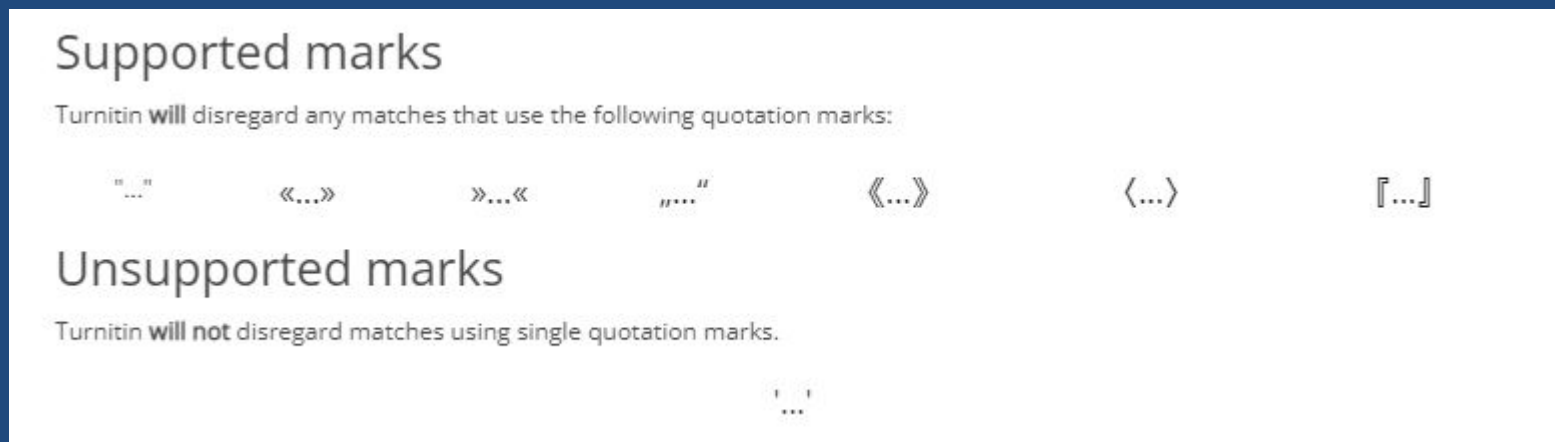 Supported marks
Turnitin will disregard any matches that use the following quotation marks:
"..." «...» »...« „...“ 《...》 〈...〉 『...』
Unsupported marks
Turnitin will not disregard matches using single quotation marks.
'...'